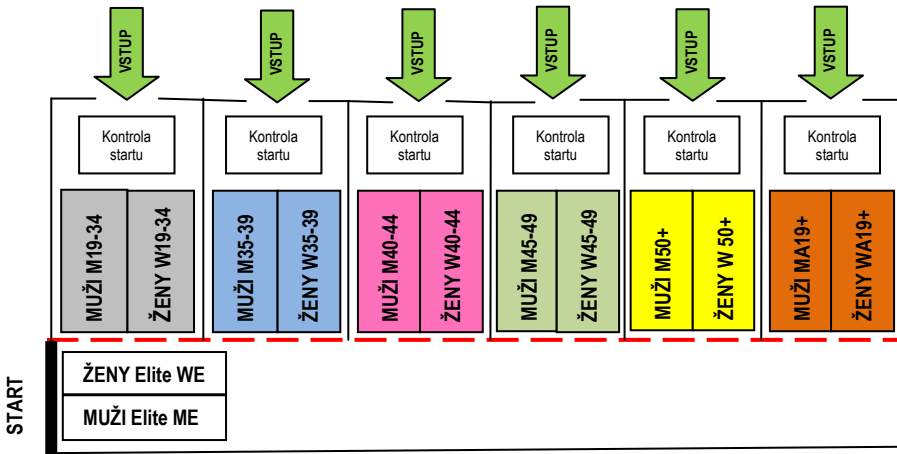 VSTUP
VSTUP
VSTUP
VSTUP
VSTUP
VSTUP
Kontrola
startu
Kontrola
startu
Kontrola
startu
Kontrola
startu
Kontrola
startu
Kontrola
startu
MUŽI M19-34
ŽENY W19-34
MUŽI M35-39
ŽENY W35-39
MUŽI M40-44
ŽENY W40-44
MUŽI M45-49
ŽENY W45-49
MUŽI M50+
ŽENY W 50+
MUŽI MA19+
ŽENY WA19+
START
ŽENY Elite WE
MUŽI Elite ME